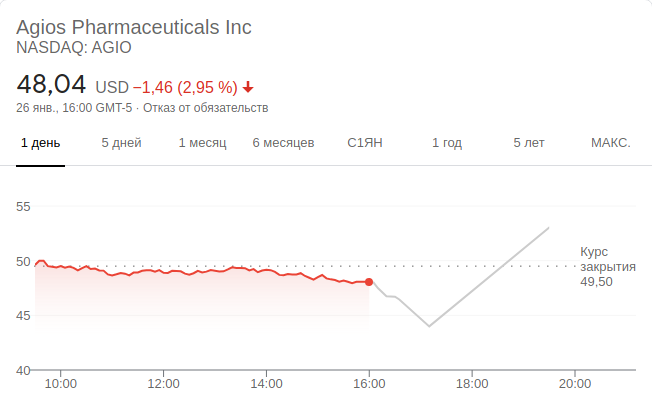 Agios Pharmaceuticals Inc
NASDAQ: AGIO
48,04 USD −1,46 (2,95 %)
26 янв., 16:00 GMT-5 · Отказ от обязательств
1 день 5 дней 1 месяц 6 месяцев С1ЯН 1 год 5 лет МАКС.
55
50
45
40
Курс
закрытия
49,50
10:00 12:00 14:00 16:00 18:00 20:00